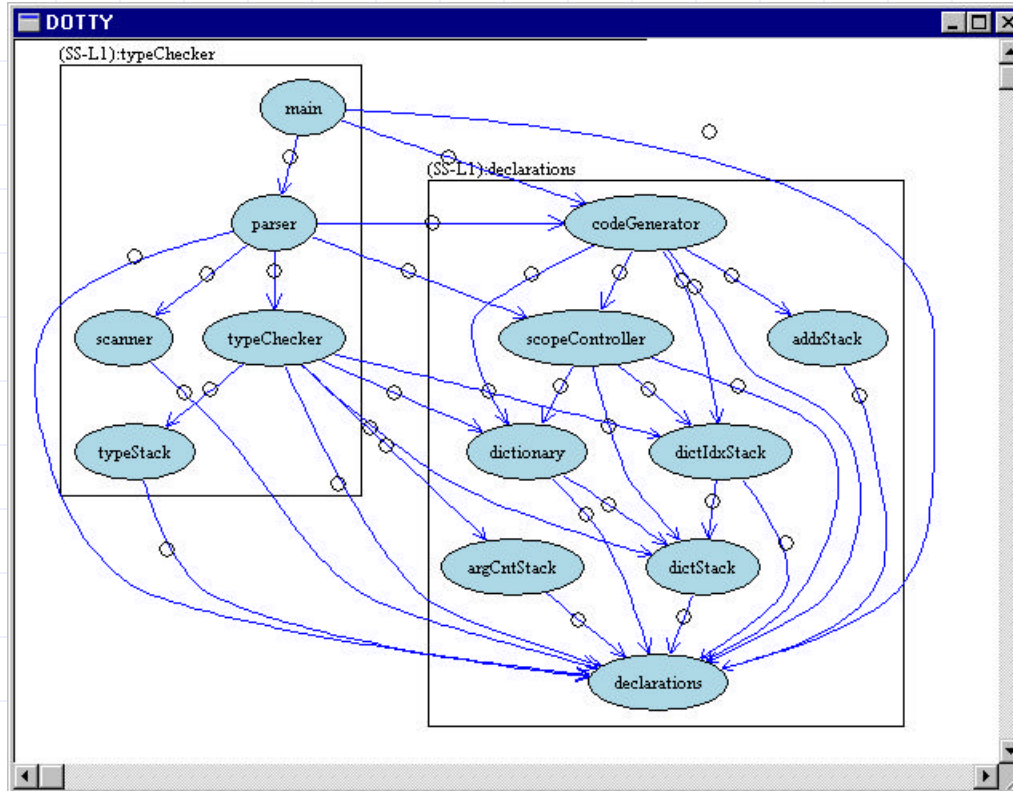 DOTTY
(SS-L1):typeChecker
main
(SS-L1):declarations
parser
codeGenerator
scanner
typeChecker
scopeController
addrStack
typeStack
dictionary
dictIdxStack
argCntStack
dictStack
declarations